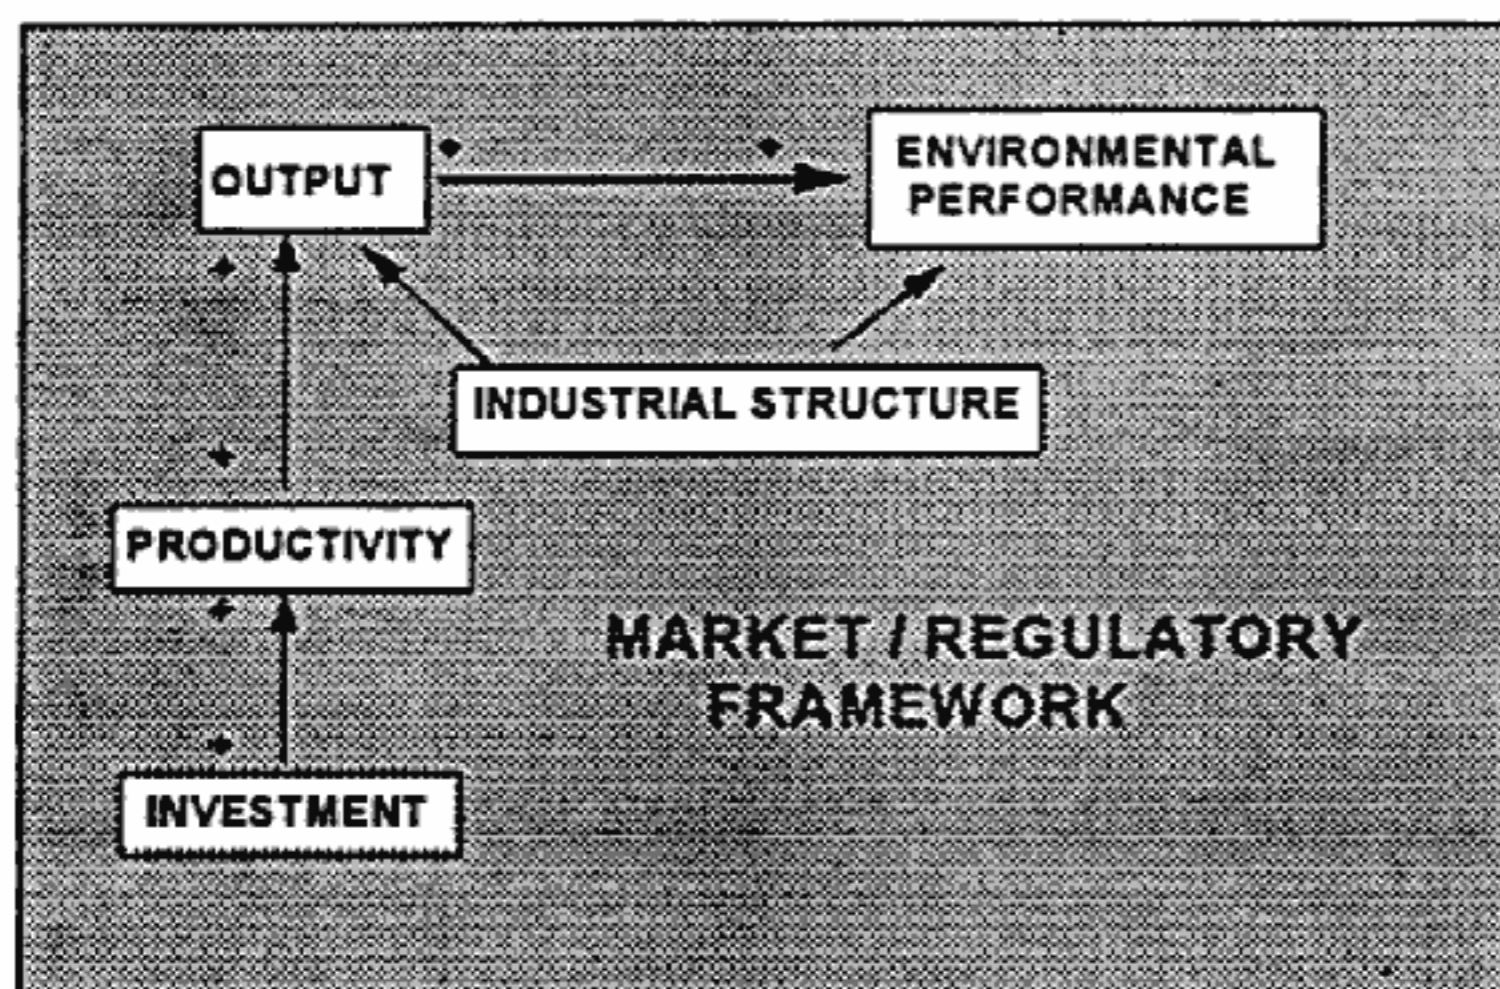 OUTPUT
ENVIRONMENTAL
PERFORMANCE
INDUSTRIAL STRUCTURE
PRODUCTIVITY
MARKET / REGULATORY
FRAMEWORK
INVESTMENT